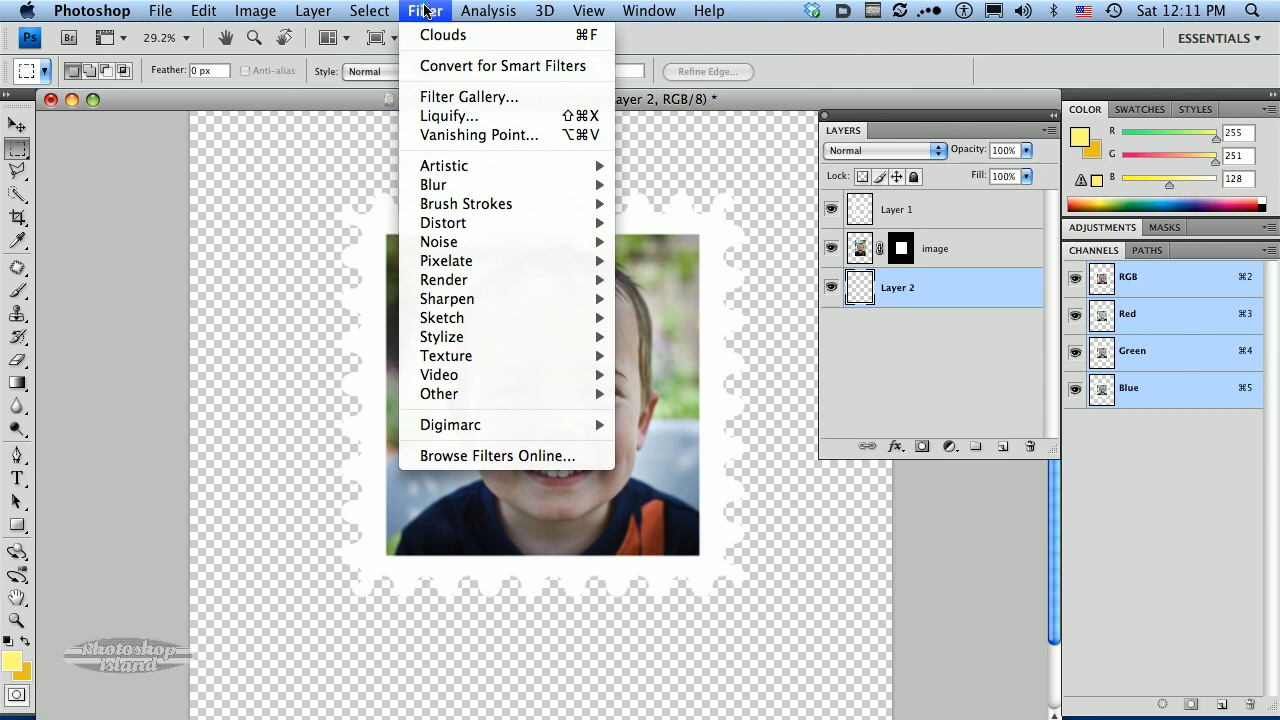 Photoshop File Edit Image Layer Select Filter Analysis 3D View Window Help Sat 12:11 PM
Ps Br 29.2% ESSENTIALS
Feather: 0 px Anti-alias Style: Normal Refine Edge...
ayer 2, RGB/8) *
Clouds ⌘F
Convert for Smart Filters
Filter Gallery...
Liquify... ⇧⌘X
Vanishing Point... ⌥⌘V
Artistic
Blur
Brush Strokes
Distort
Noise
Pixelate
Render
Sharpen
Sketch
Stylize
Texture
Video
Other
Digimarc
Browse Filters Online...
LAYERS
Normal Opacity: 100%
Lock: Fill: 100%
Layer 1
image
Layer 2
fx
COLOR SWATCHES STYLES
R 255
G 251
B 128
ADJUSTMENTS MASKS
CHANNELS PATHS
RGB ⌘2
Red ⌘3
Green ⌘4
Blue ⌘5
T
Photoshop
Island